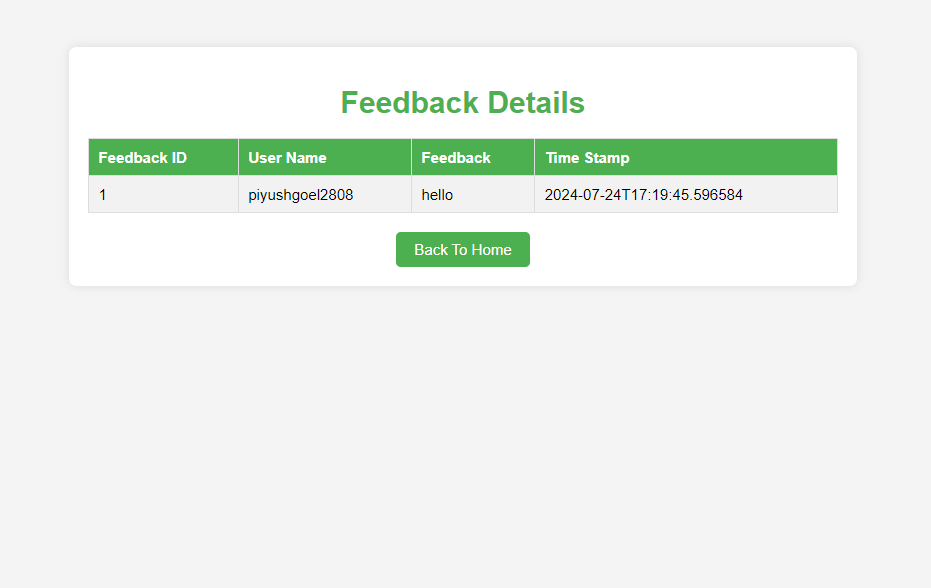 Feedback Details
Feedback ID User Name Feedback Time Stamp
1 piyushgoel2808 hello 2024-07-24T17:19:45.596584
Back To Home